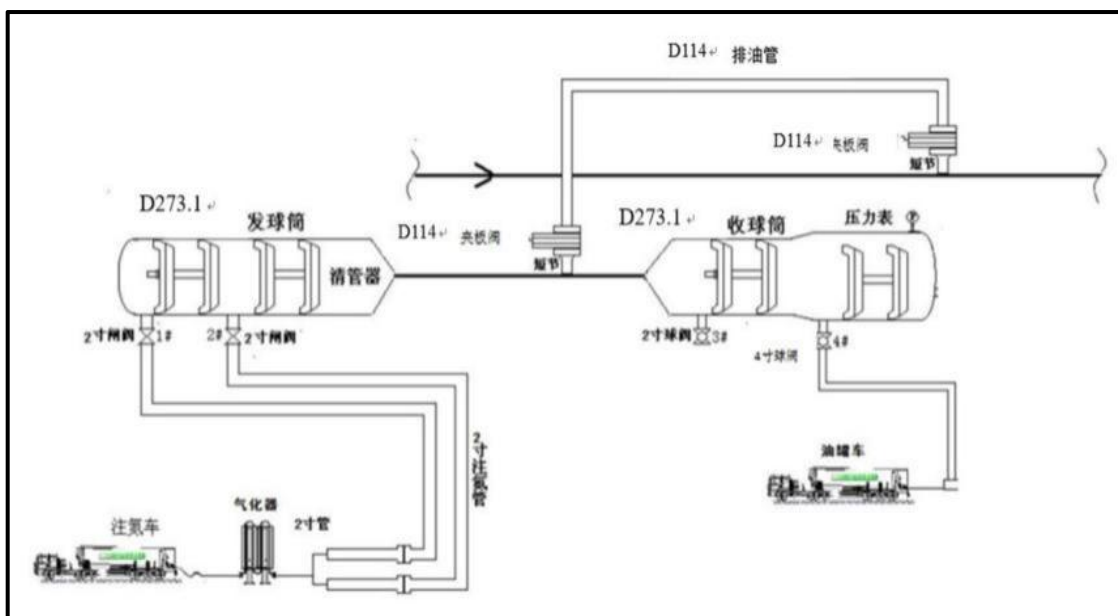 D114 排油管
D114 夹板阀
短节
D273.1
发球筒
D114 夹板阀
短节
D273.1
收球筒
压力表
P
清管器
2寸闸阀
1#
2#
2寸闸阀
2寸球阀
3#
4寸球阀
4#
2寸注氮管
油罐车
注氮车
气化器
2寸管